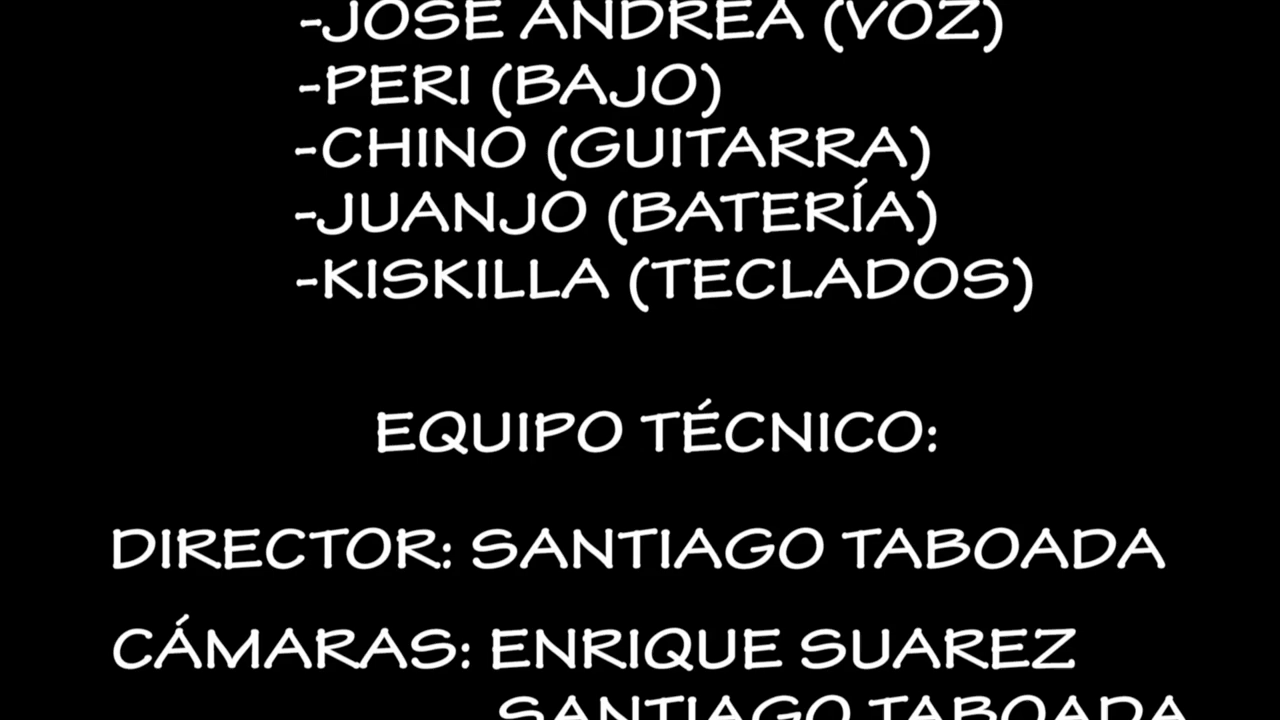 -JOSE ANDREA (VOZ)
-PERI (BAJO)
-CHINO (GUITARRA)
-JUANJO (BATERÍA)
-KISKILLA (TECLADOS)
EQUIPO TÉCNICO:
DIRECTOR: SANTIAGO TABOADA
CÁMARAS: ENRIQUE SUAREZ
SANTIAGO TABOADA